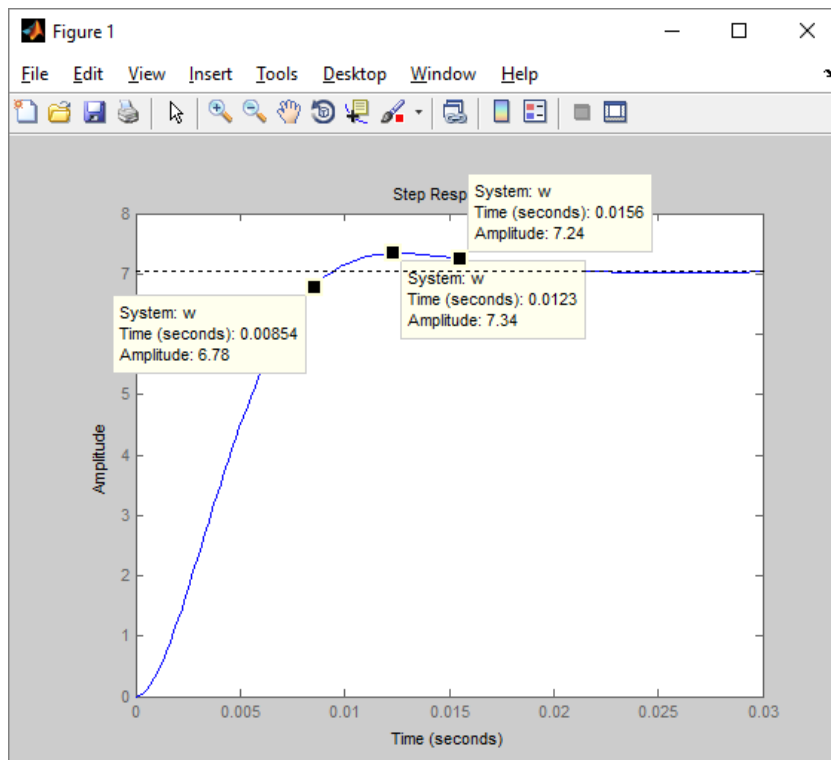 Figure 1
File Edit View Insert Tools Desktop Window Help
Step Resp
System: w
Time (seconds): 0.0156
Amplitude: 7.24
System: w
Time (seconds): 0.0123
Amplitude: 7.34
System: w
Time (seconds): 0.00854
Amplitude: 6.78
8
7
5
4
3
2
1
0
Amplitude
0 0.005 0.01 0.015 0.02 0.025 0.03
Time (seconds)